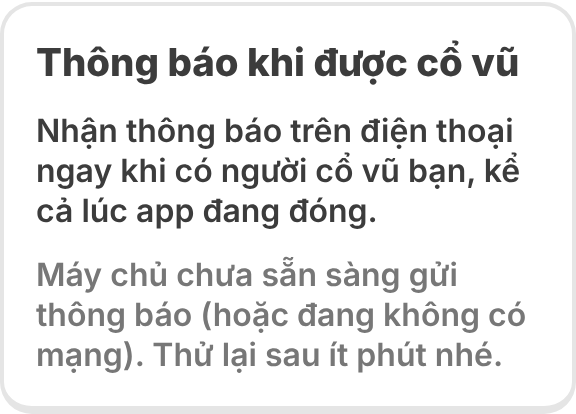 Thông báo khi được cổ vũ
Nhận thông báo trên điện thoại
ngay khi có người cổ vũ bạn, kể
cả lúc app đang đóng.
Máy chủ chưa sẵn sàng gửi
thông báo (hoặc đang không có
mạng). Thử lại sau ít phút nhé.